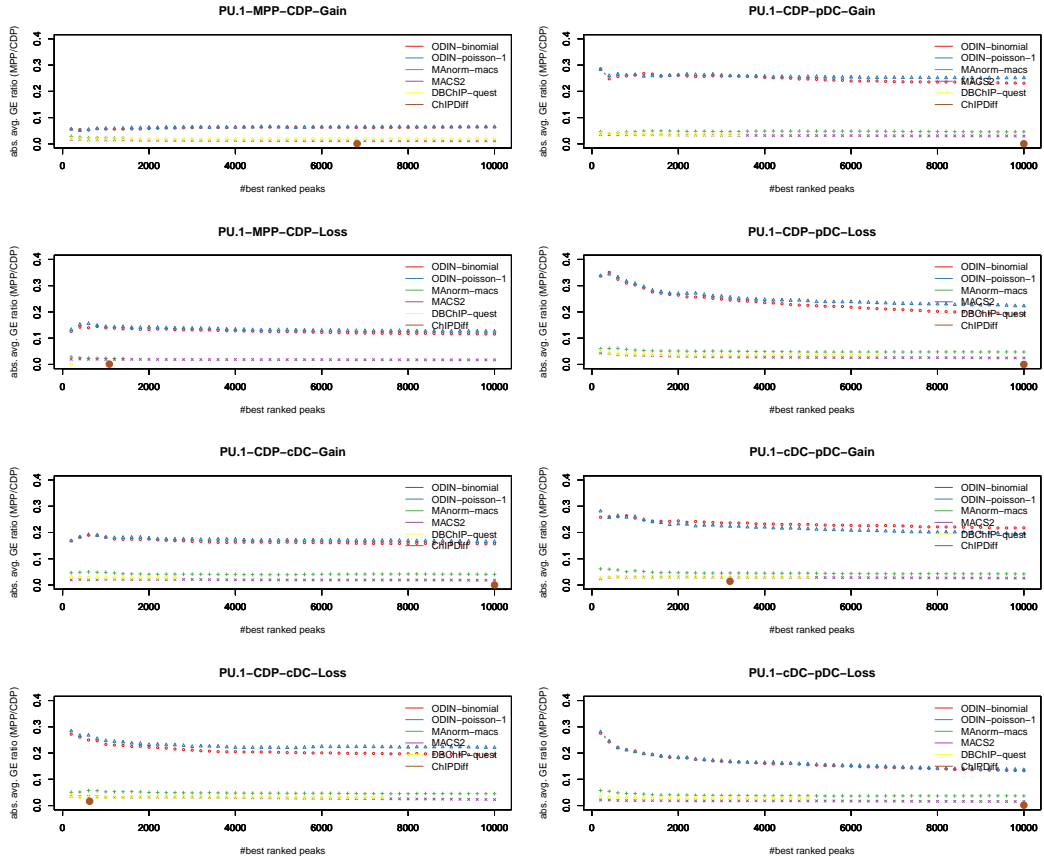 PU.1−MPP−CDP−Gain
abs. avg. GE ratio (MPP/CDP)
0.0 0.1 0.2 0.3 0.4
ODIN−binomial
ODIN−poisson−1
MAnorm−macs
MACS2
DBChIP−quest
ChIPDiff
0 2000 4000 6000 8000 10000
#best ranked peaks
PU.1−CDP−pDC−Gain
abs. avg. GE ratio (MPP/CDP)
0.0 0.1 0.2 0.3 0.4
ODIN−binomial
ODIN−poisson−1
MAnorm−macs
MACS2
DBChIP−quest
ChIPDiff
0 2000 4000 6000 8000 10000
#best ranked peaks
PU.1−MPP−CDP−Loss
abs. avg. GE ratio (MPP/CDP)
0.0 0.1 0.2 0.3 0.4
ODIN−binomial
ODIN−poisson−1
MAnorm−macs
MACS2
DBChIP−quest
ChIPDiff
0 2000 4000 6000 8000 10000
#best ranked peaks
PU.1−CDP−pDC−Loss
abs. avg. GE ratio (MPP/CDP)
0.0 0.1 0.2 0.3 0.4
ODIN−binomial
ODIN−poisson−1
MAnorm−macs
MACS2
DBChIP−quest
ChIPDiff
0 2000 4000 6000 8000 10000
#best ranked peaks
PU.1−CDP−cDC−Gain
abs. avg. GE ratio (MPP/CDP)
0.0 0.1 0.2 0.3 0.4
ODIN−binomial
ODIN−poisson−1
MAnorm−macs
MACS2
DBChIP−quest
ChIPDiff
0 2000 4000 6000 8000 10000
#best ranked peaks
PU.1−cDC−pDC−Gain
abs. avg. GE ratio (MPP/CDP)
0.0 0.1 0.2 0.3 0.4
ODIN−binomial
ODIN−poisson−1
MAnorm−macs
MACS2
DBChIP−quest
ChIPDiff
0 2000 4000 6000 8000 10000
#best ranked peaks
PU.1−CDP−cDC−Loss
abs. avg. GE ratio (MPP/CDP)
0.0 0.1 0.2 0.3 0.4
ODIN−binomial
ODIN−poisson−1
MAnorm−macs
MACS2
DBChIP−quest
ChIPDiff
0 2000 4000 6000 8000 10000
#best ranked peaks
PU.1−cDC−pDC−Loss
abs. avg. GE ratio (MPP/CDP)
0.0 0.1 0.2 0.3 0.4
ODIN−binomial
ODIN−poisson−1
MAnorm−macs
MACS2
DBChIP−quest
ChIPDiff
0 2000 4000 6000 8000 10000
#best ranked peaks